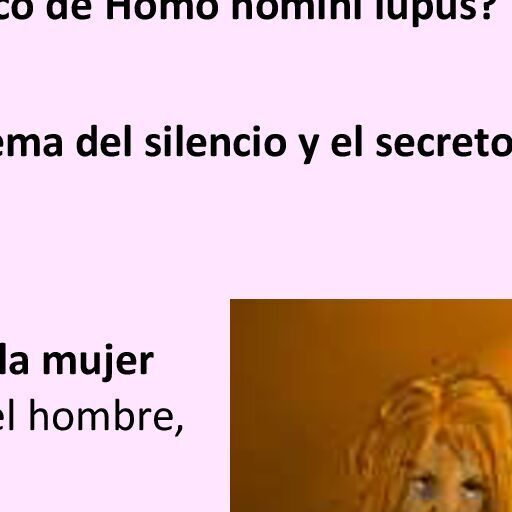 co de Homo homini lupus?
ema del silencio y el secreto
la mujer
el hombre,